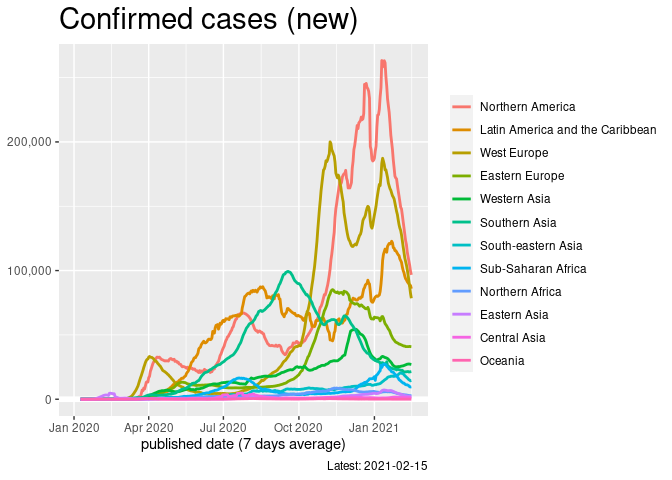 Confirmed cases (new)
200,000
100,000
0
Jan 2020
Apr 2020
Jul 2020
Oct 2020
Jan 2021
published date (7 days average)
Latest: 2021-02-15
Northern America
Latin America and the Caribbean
West Europe
Eastern Europe
Western Asia
Southern Asia
South-eastern Asia
Sub-Saharan Africa
Northern Africa
Eastern Asia
Central Asia
Oceania